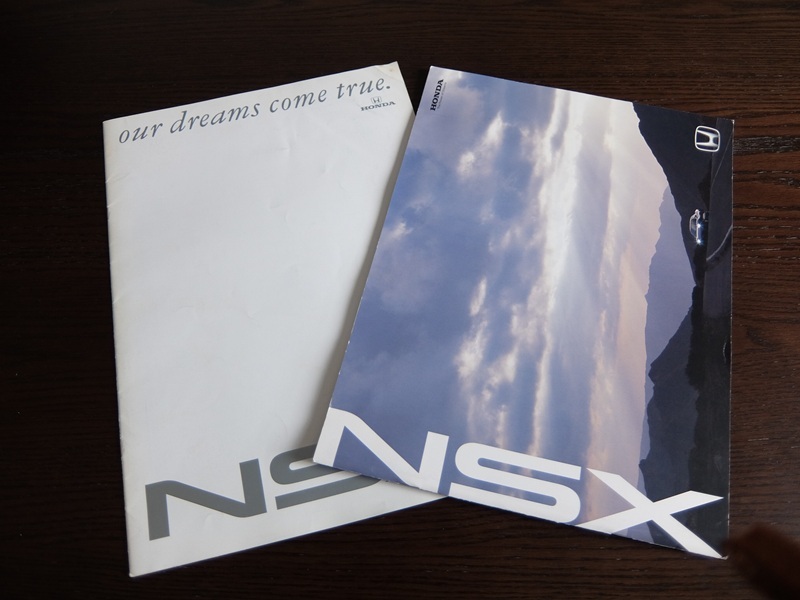 our dreams come true.
HONDA
NS
HONDA
NSX